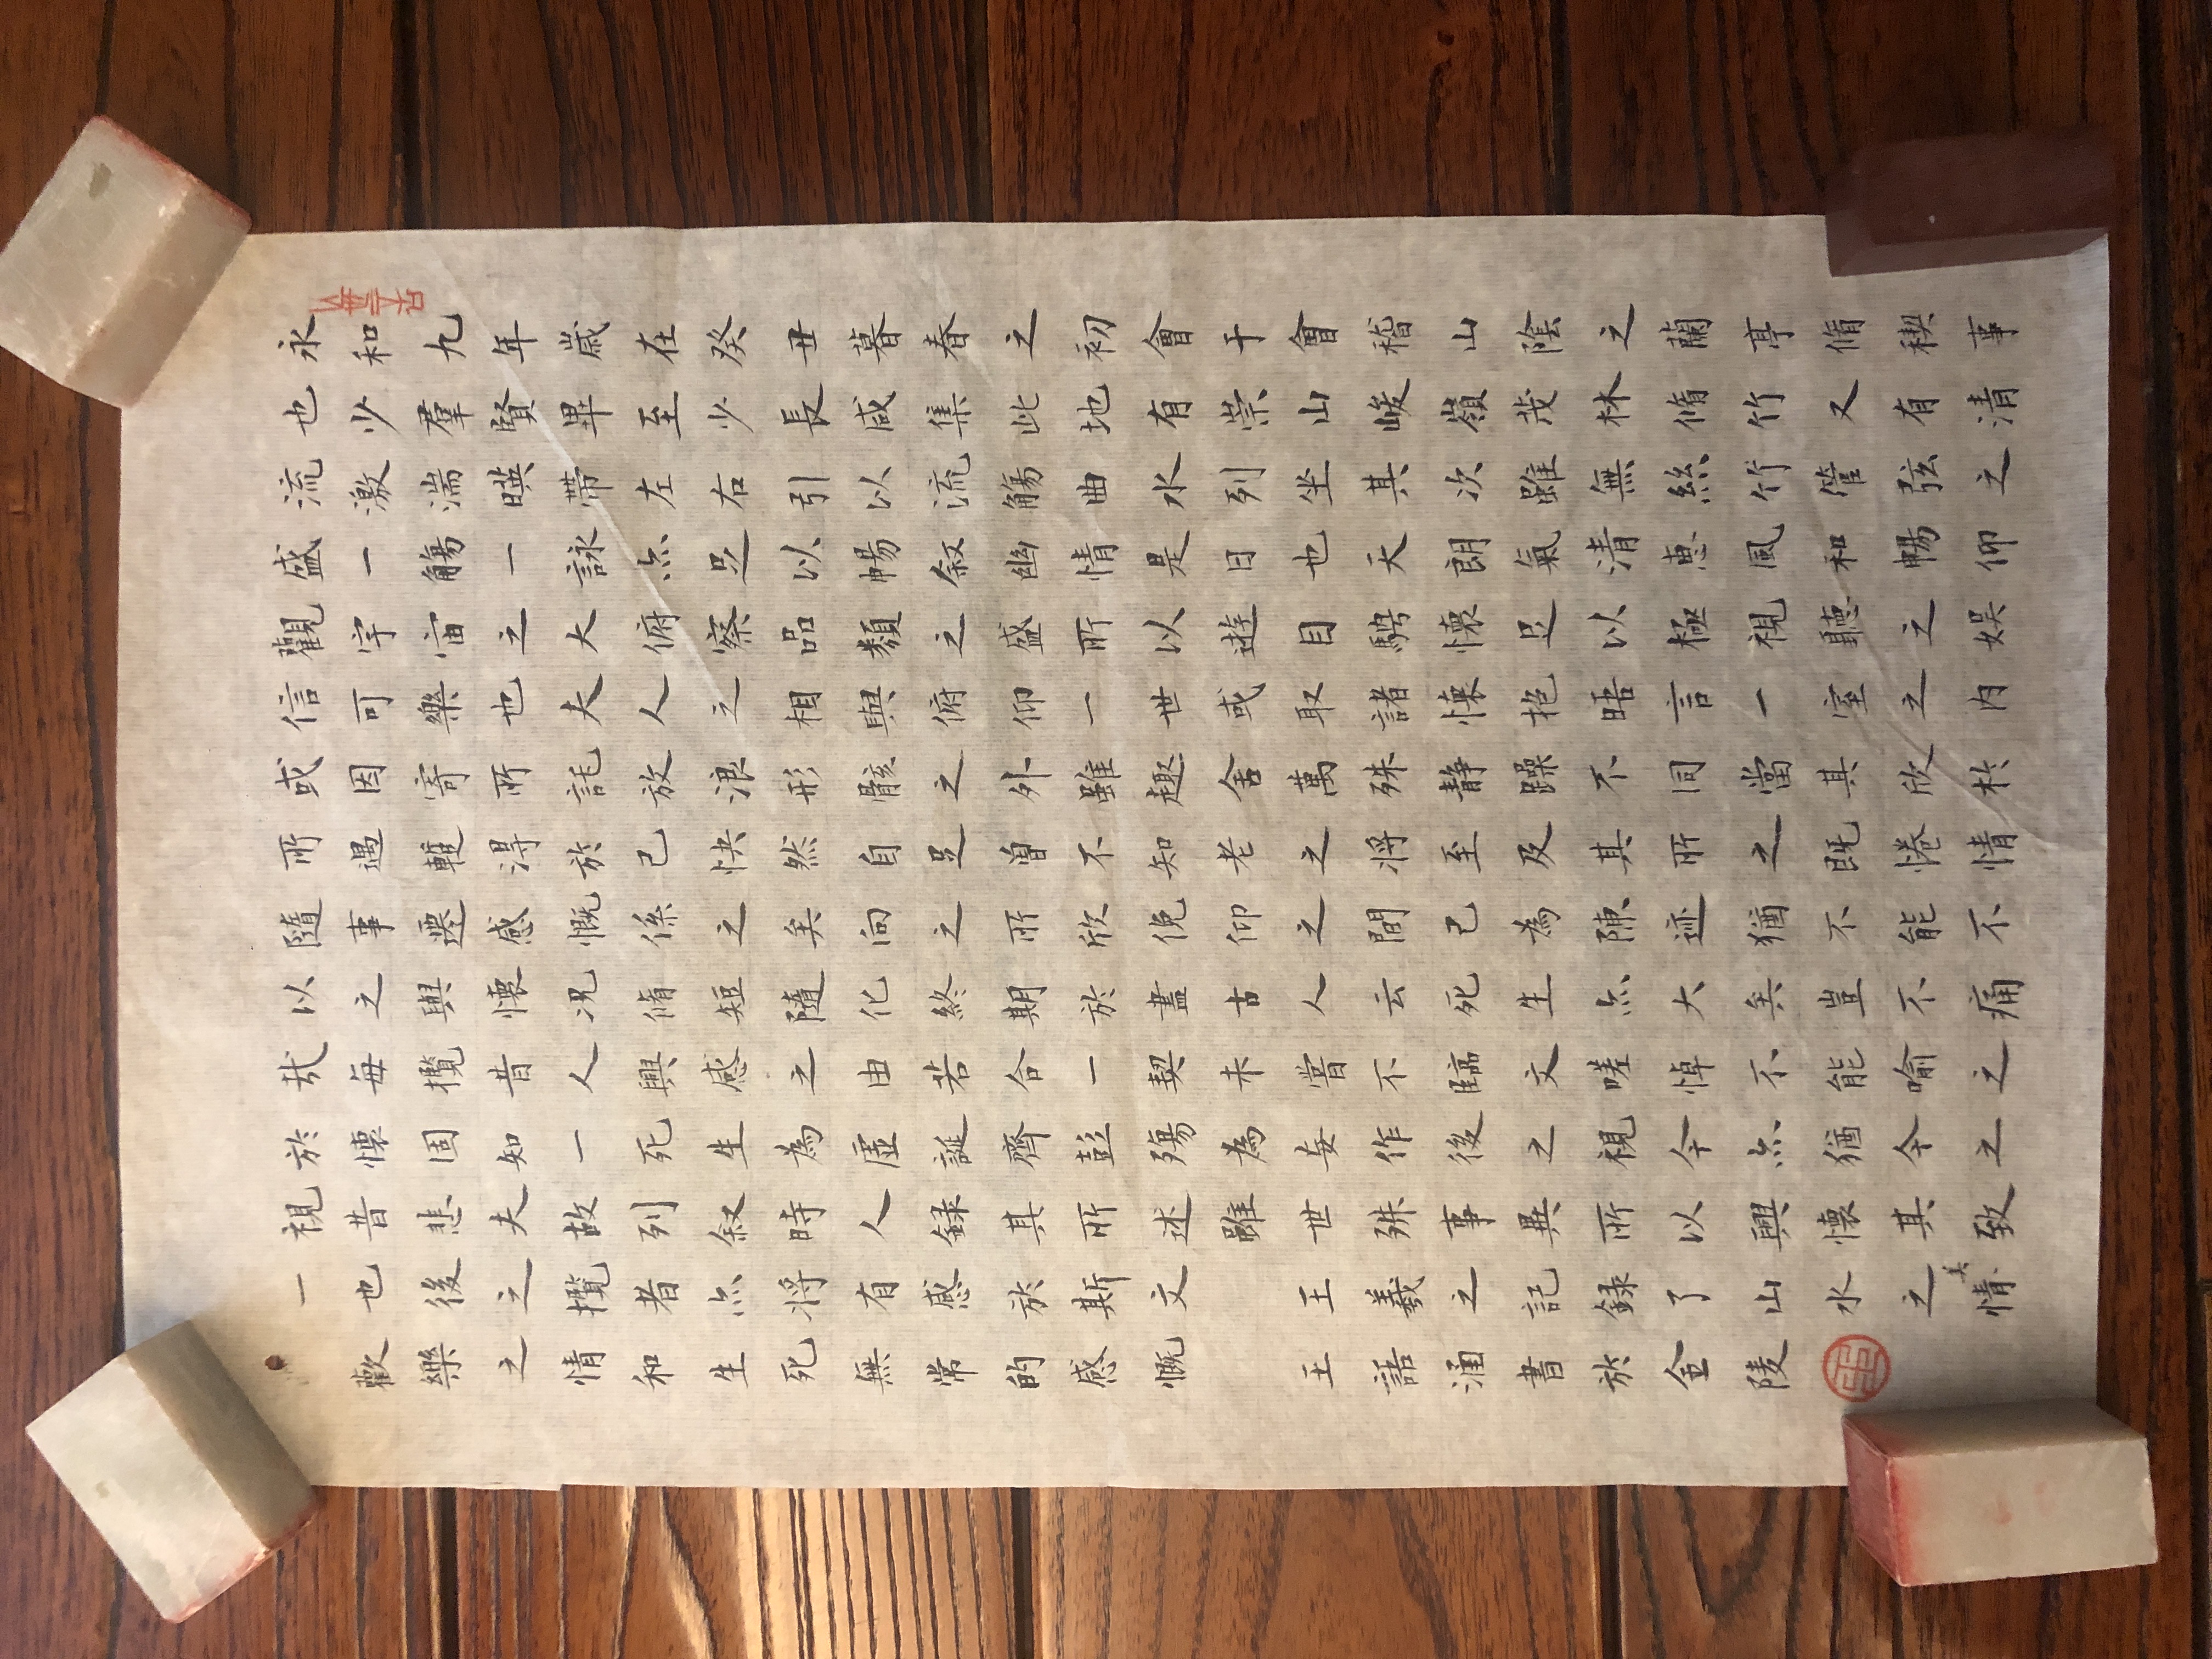 永和九年歲在癸丑暮春之初會于會稽山陰之蘭亭脩禊事
也少羣賢畢至少長咸集此地有崇山峻嶺茂林脩竹又有清
流激湍暎帶左右引以流觴曲水列坐其次雖無絲竹管弦之
盛一觴一詠亦足以暢叙幽情是日也天朗氣清惠風和暢仰
觀宇宙之大俯察品類之盛所以遊目騁懷足以極視聽之娛
信可樂也夫人之相與俯仰一世或取諸懷抱晤言一室之內
或因寄所託放浪形骸之外雖趣舍萬殊静躁不同當其欣於
所遇蹔得於己快然自足曽不知老之將至及其所之既惓情
隨事遷感慨係之矣向之所欣俛仰之間已為陳迹猶不能不
以之興懷况脩短隨化終期於盡古人云死生亦大矣豈不痛
哉每攬昔人興感之由若合一契未嘗不臨文嗟悼不能喻之
於懷固知一死生為虛誕齊彭殤為妄作後之視今亦猶今之
視昔悲夫故列叙時人録其所述雖世殊事異所以興懷其致
一也後之攬者亦將有感於斯文 王羲之記録了山水之情美
歡樂之情和生死無常的感慨 王語涌書於金陵